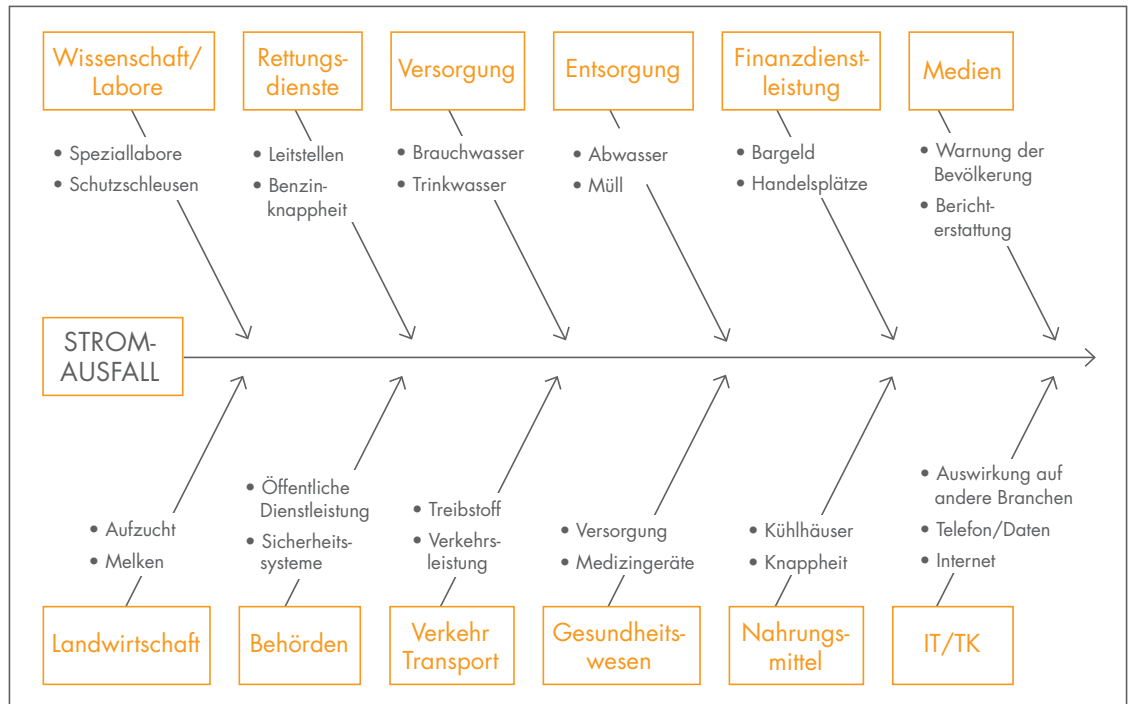 Wissenschaft/
Labore
Rettungs-
dienste
Versorgung
Entsorgung
Finanzdienst-
leistung
Medien
• Speziallabore
• Schutzschleusen
• Leitstellen
• Benzin-
knappheit
• Brauchwasser
• Trinkwasser
• Abwasser
• Müll
• Bargeld
• Handelsplätze
• Warnung der
Bevölkerung
• Bericht-
erstattung
STROM-
AUSFALL
• Aufzucht
• Melken
• Öffentliche
Dienstleistung
• Sicherheits-
systeme
• Treibstoff
• Verkehrs-
leistung
• Versorgung
• Medizingeräte
• Kühlhäuser
• Knappheit
• Auswirkung auf
andere Branchen
• Telefon/Daten
• Internet
Landwirtschaft
Behörden
Verkehr
Transport
Gesundheits-
wesen
Nahrungs-
mittel
IT/TK